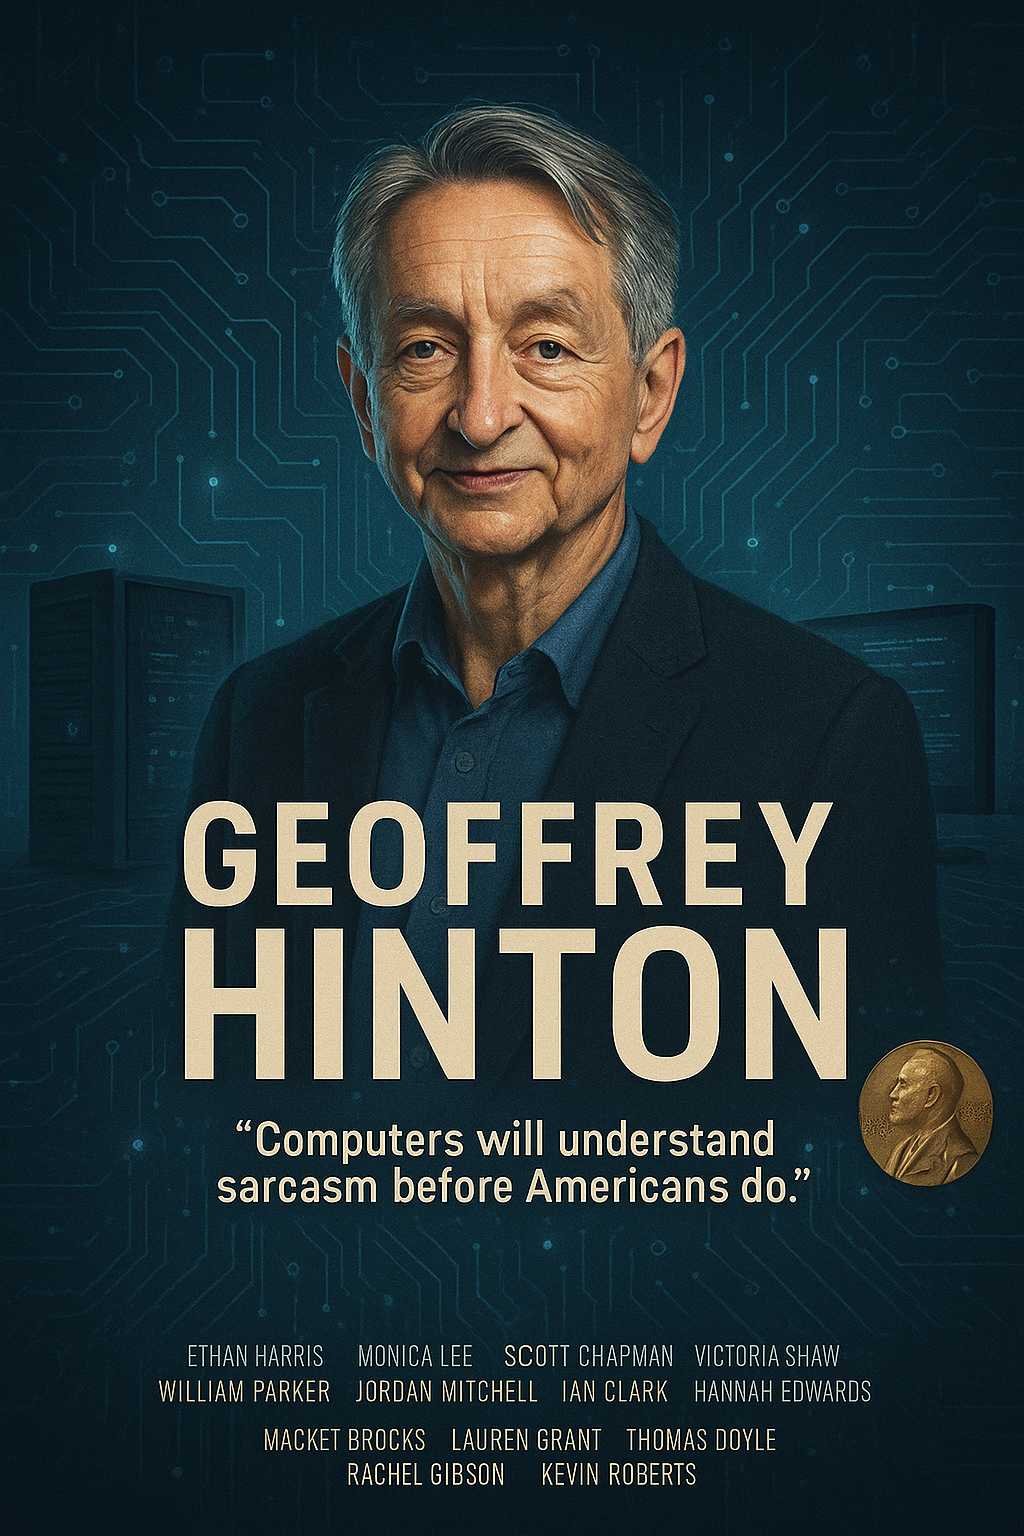 GEOFFREY
HINTON
“Computers will understand
sarcasm before Americans do.”
ETHAN HARRIS MONICA LEE SCOTT CHAPMAN VICTORIA SHAW
WILLIAM PARKER JORDAN MITCHELL IAN CLARK HANNAH EDWARDS
MACKET BROCKS LAUREN GRANT THOMAS DOYLE
RACHEL GIBSON KEVIN ROBERTS